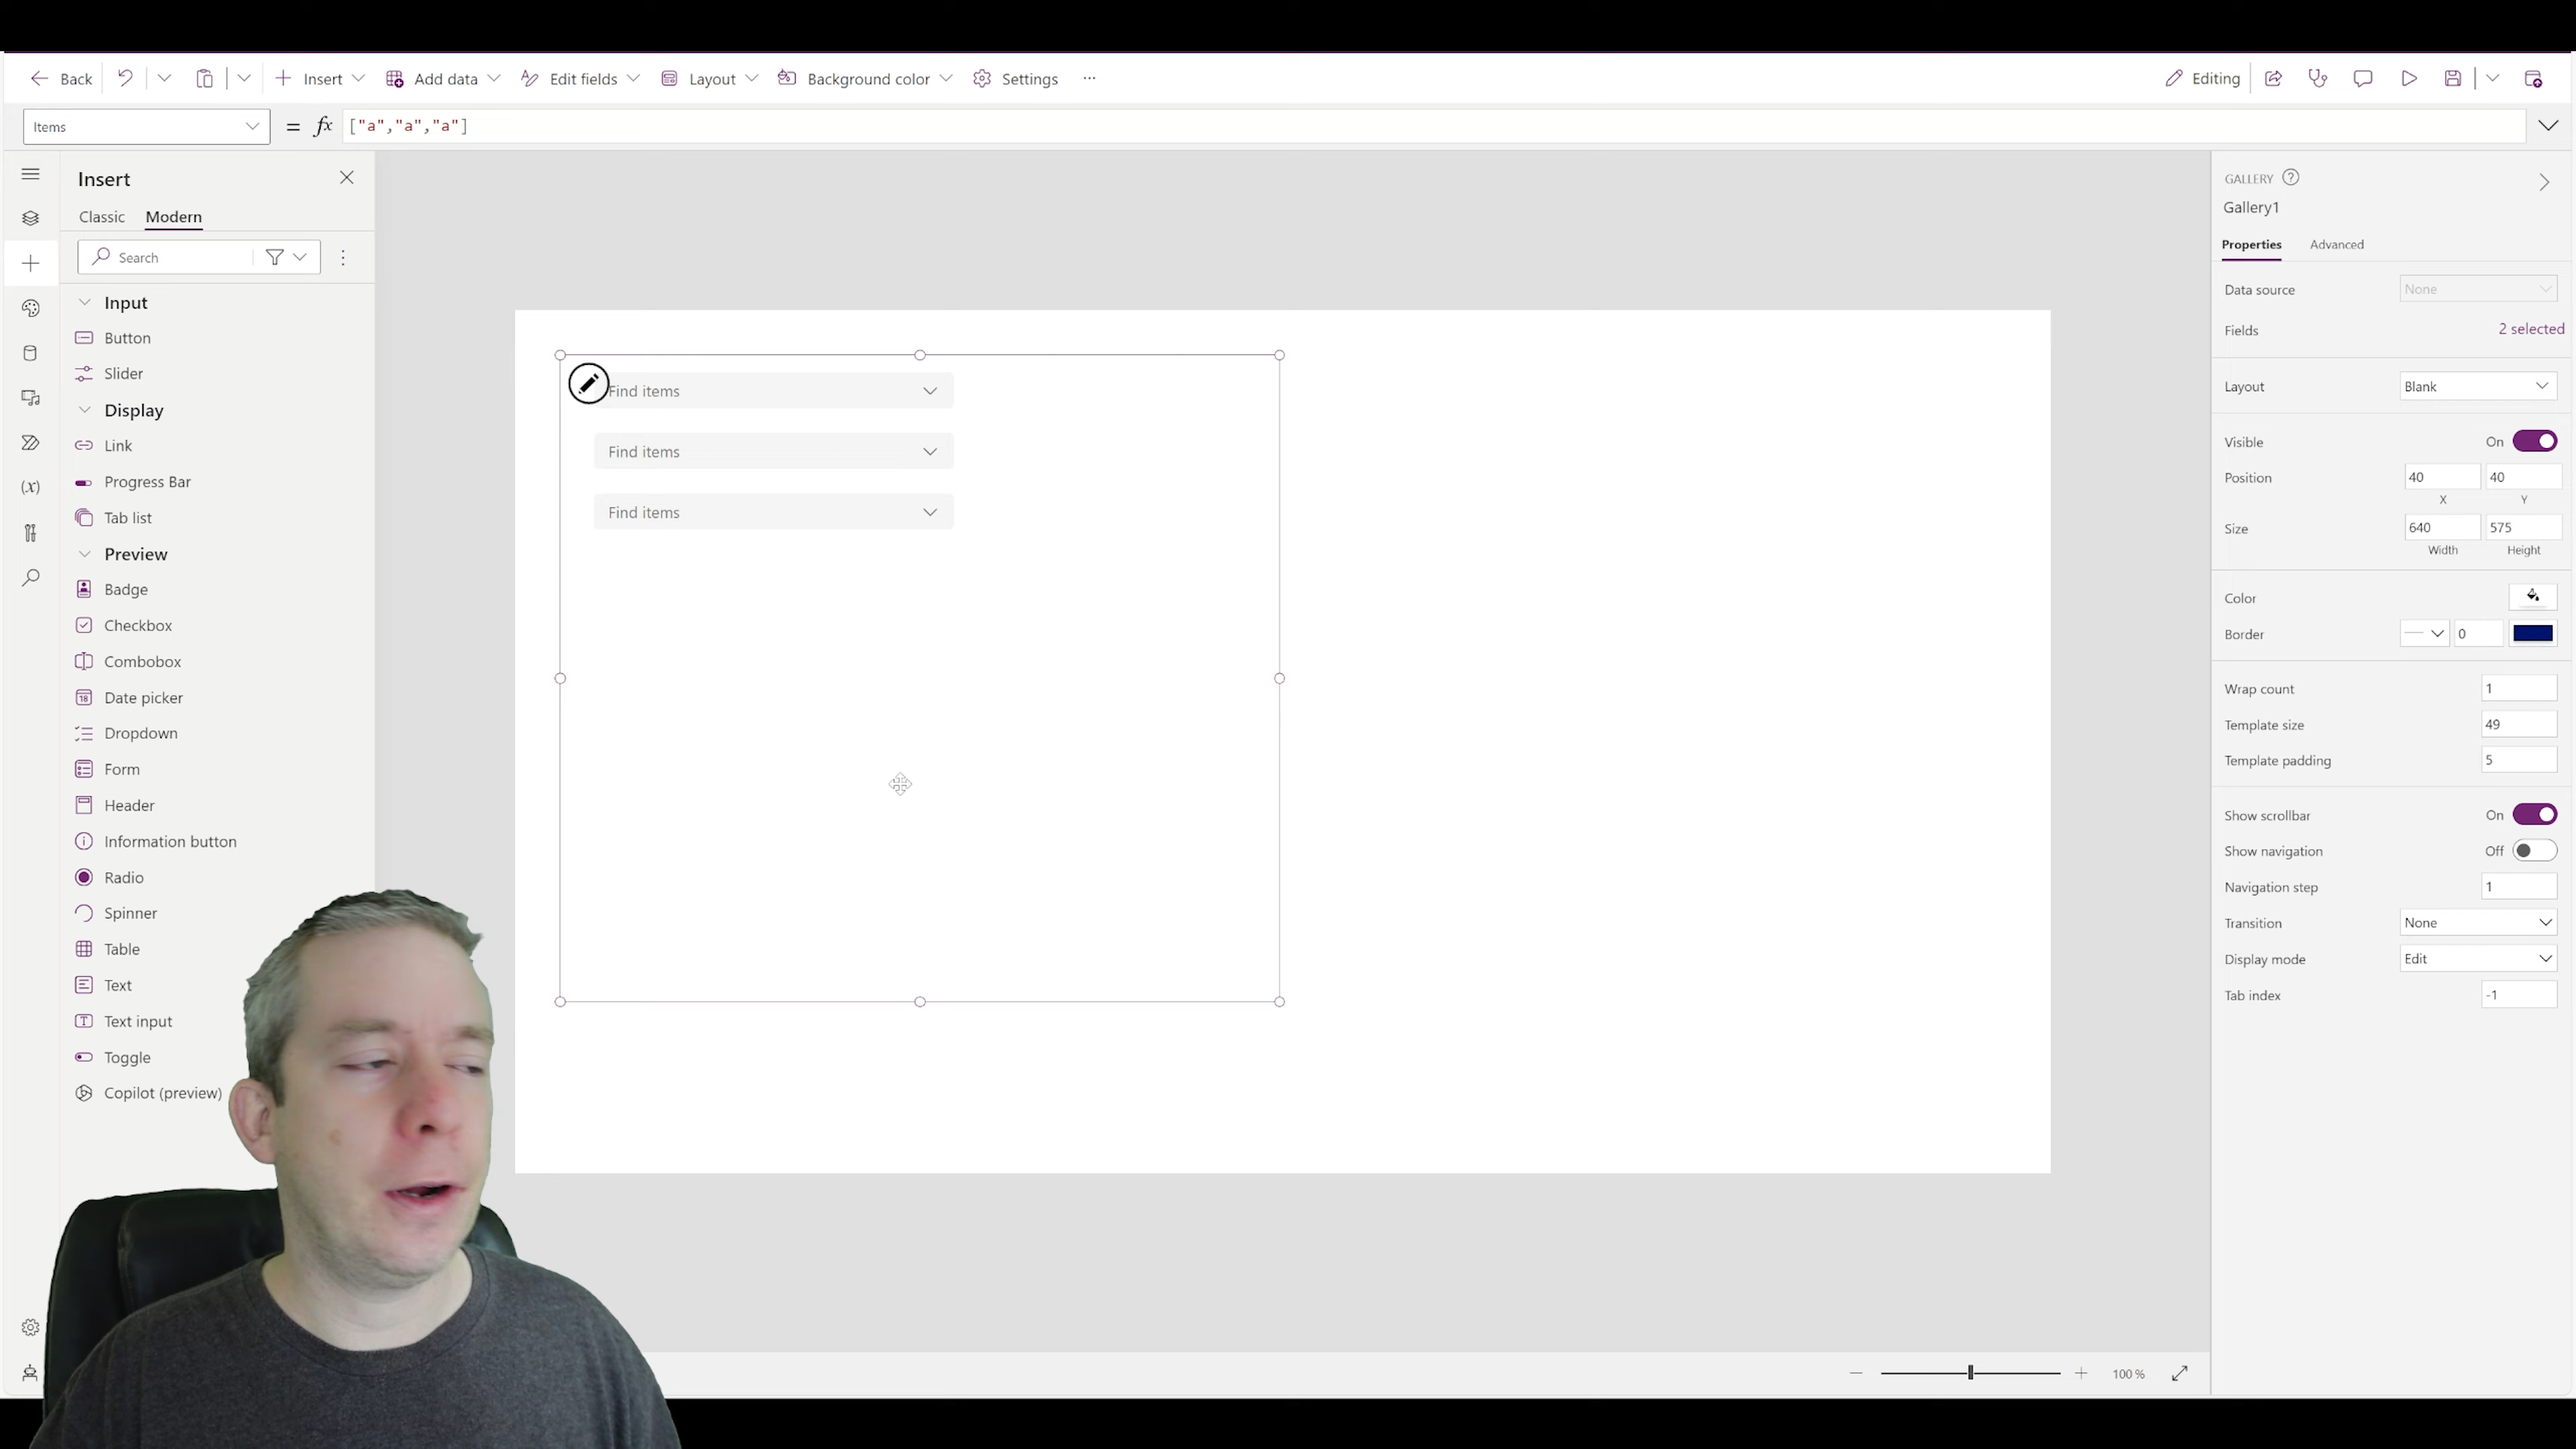 Back
Insert
Add data
Edit fields
Layout
Background color
Settings
...
Editing
Items
= fx ["a","a","a"]
Insert
Classic Modern
Search
Input
Button
Slider
Display
Link
Progress Bar
Tab list
Preview
Badge
Checkbox
Combobox
Date picker
Dropdown
Form
Header
Information button
Radio
Spinner
Table
Text
Text input
Toggle
Copilot (preview)
Find items
Find items
Find items
GALLERY
Gallery1
Properties Advanced
Data source None
Fields 2 selected
Layout Blank
Visible On
Position 40 40
X Y
Size 640 575
Width Height
Color
Border 0
Wrap count 1
Template size 49
Template padding 5
Show scrollbar On
Show navigation Off
Navigation step 1
Transition None
Display mode Edit
Tab index -1
100 %